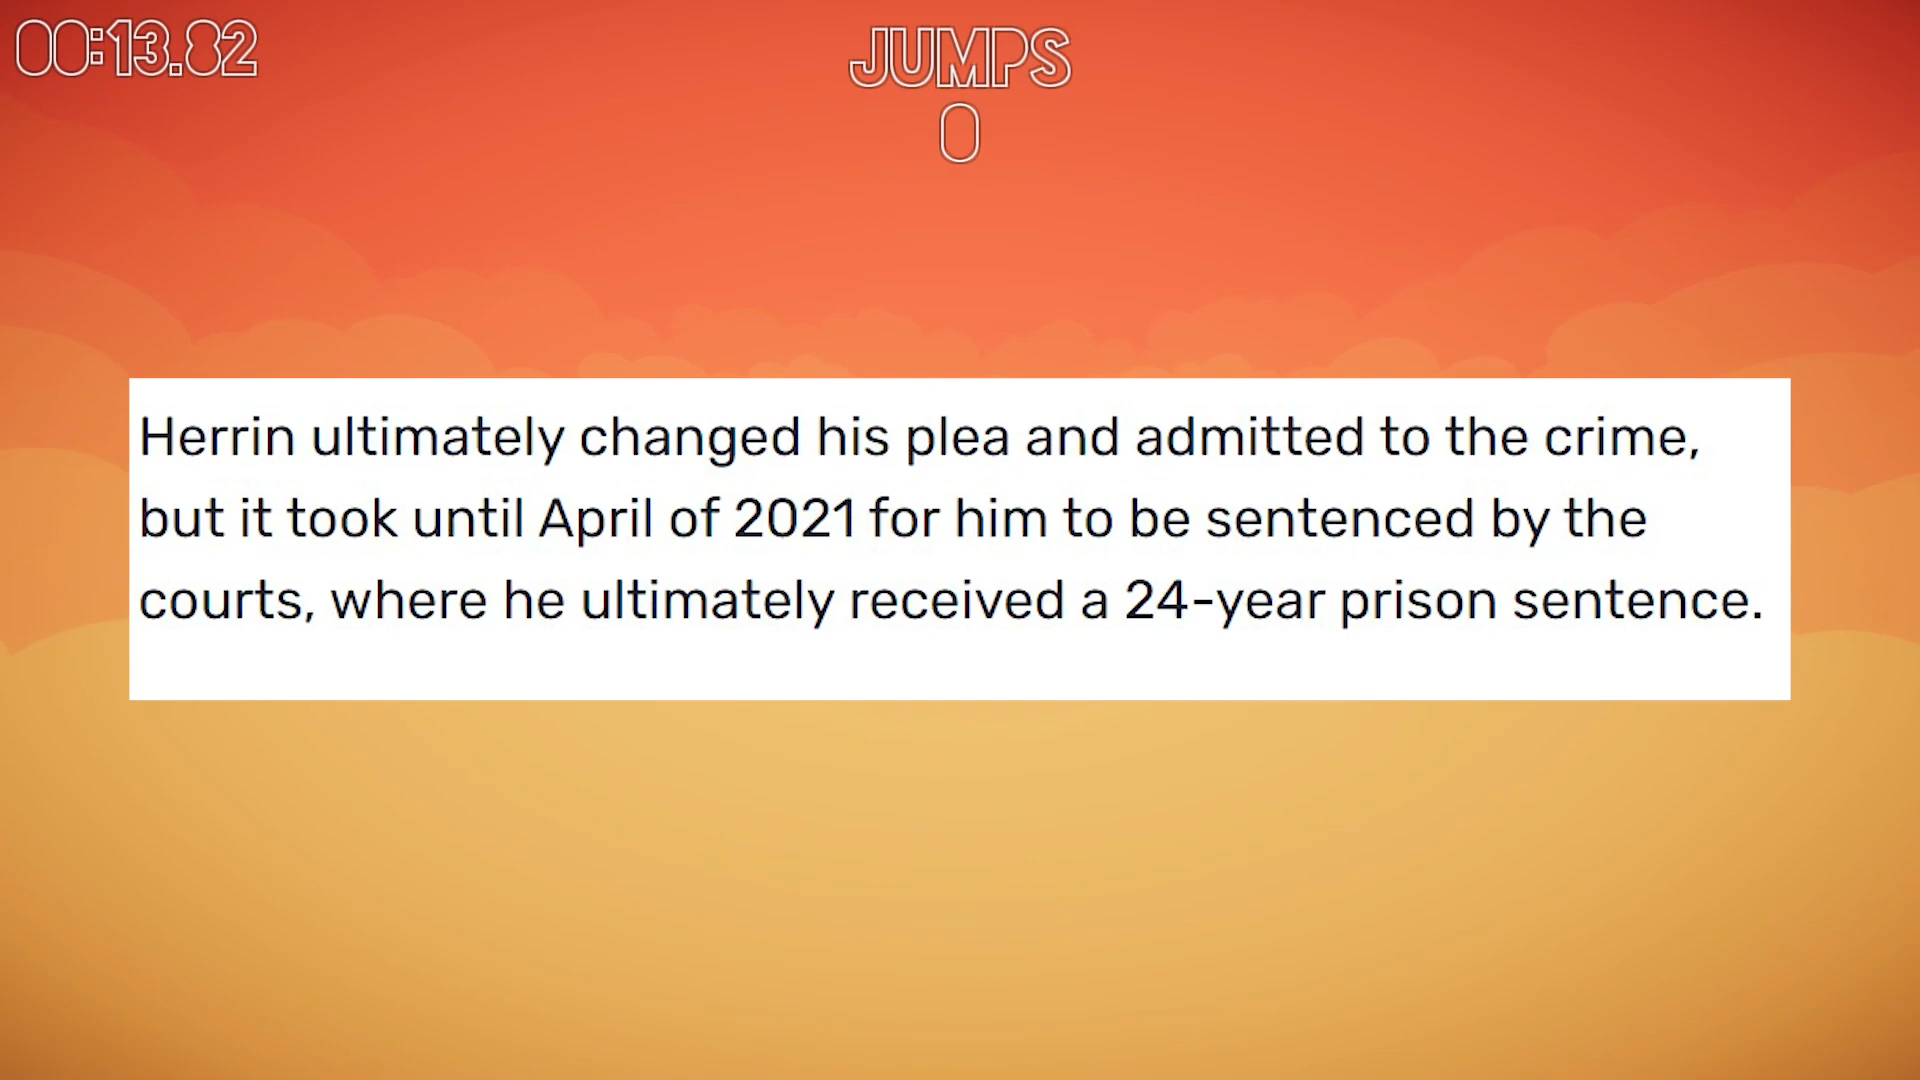 00:13.82
JUMPS
0
Herrin ultimately changed his plea and admitted to the crime,
but it took until April of 2021 for him to be sentenced by the
courts, where he ultimately received a 24-year prison sentence.